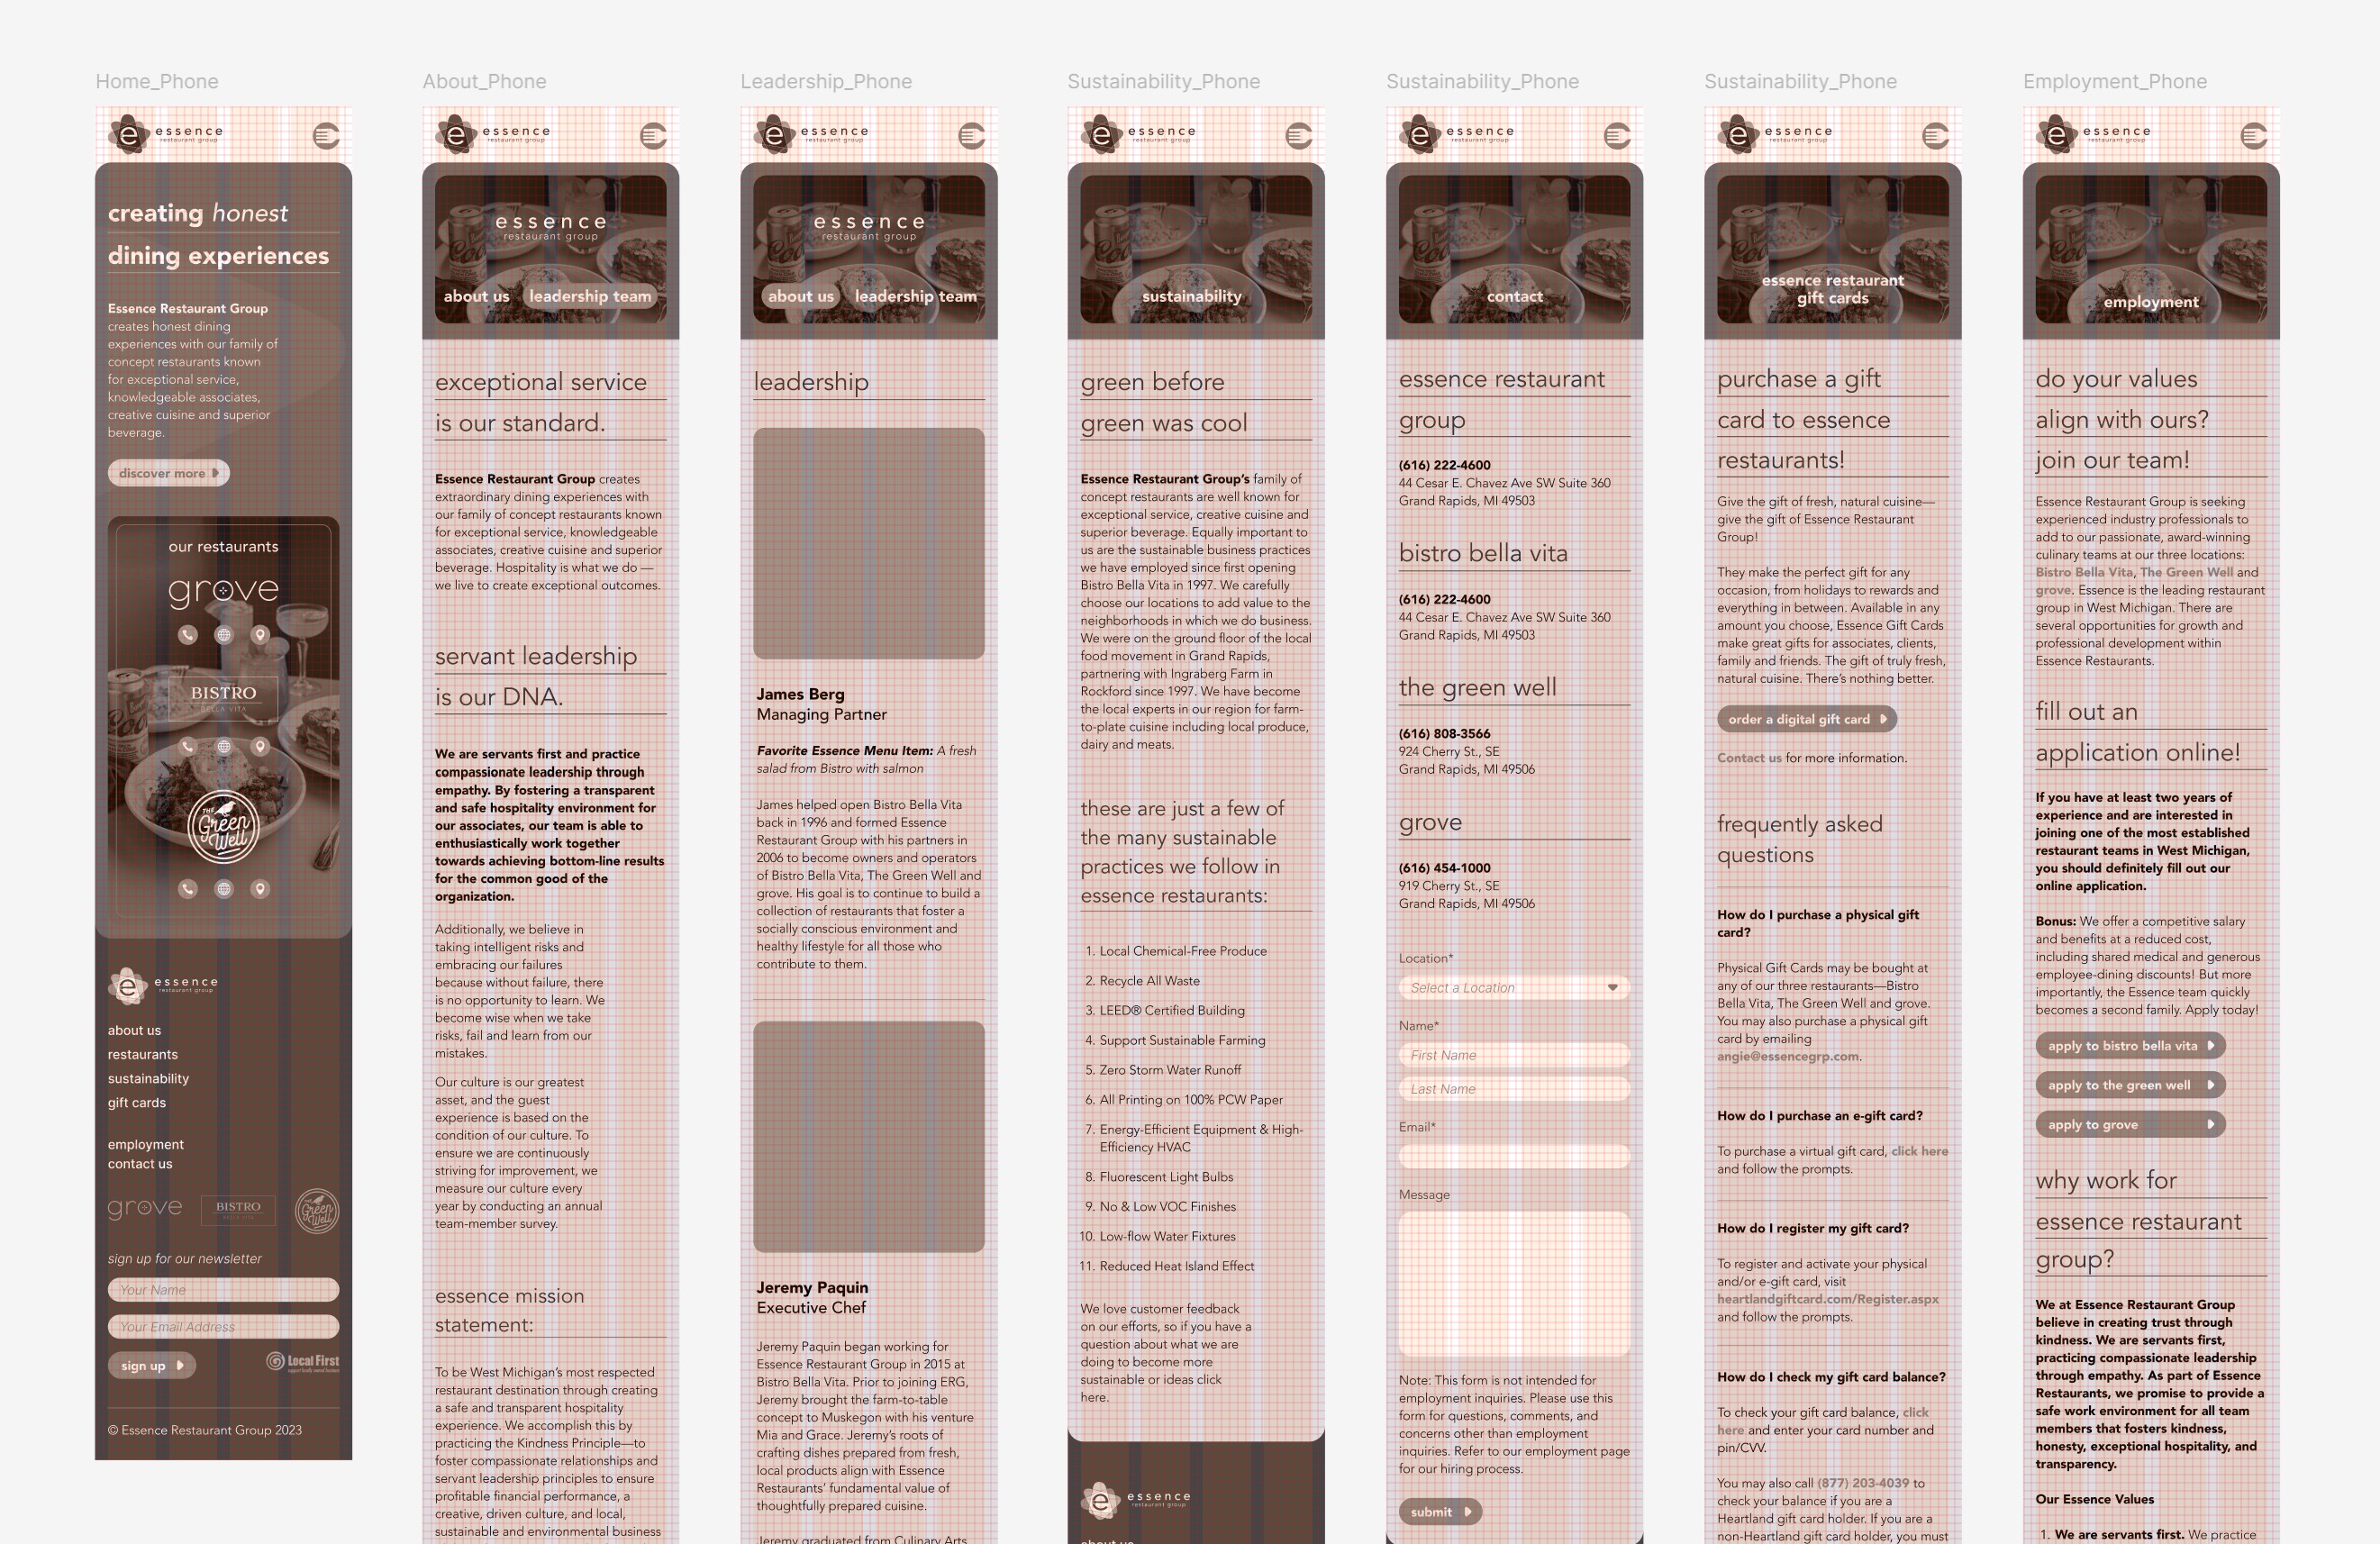 Home_Phone
essence
restaurant group
creating honest
dining experiences
Essence Restaurant Group
creates honest dining
experiences with our family of
concept restaurants known
for exceptional service,
knowledgeable associates,
creative cuisine and superior
beverage.
discover more
our restaurants
grove
BISTRO
BELLA VITA
THE
Green
Well
e essence
restaurant group
about us
restaurants
sustainability
gift cards
employment
contact us
grove
BISTRO
BELLA VITA
THE
Green
Well
sign up for our newsletter
Your Name
Your Email Address
sign up
Local First
© Essence Restaurant Group 2023
About_Phone
e essence
restaurant group
essence
restaurant group
about us
leadership team
exceptional service
is our standard.
Essence Restaurant Group creates
extraordinary dining experiences with
our family of concept restaurants known
for exceptional service, knowledgeable
associates, creative cuisine and superior
beverage. Hospitality is what we do —
we live to create exceptional outcomes.
servant leadership
is our DNA.
We are servants first and practice
compassionate leadership through
empathy. By fostering a transparent
and safe hospitality environment for
our associates, our team is able to
enthusiastically work together
towards achieving bottom-line results
for the common good of the
organization.
Additionally, we believe in
taking intelligent risks and
embracing our failures
because without failure, there
is no opportunity to learn. We
become wise when we take
risks, fail and learn from our
mistakes.
Our culture is our greatest
asset, and the guest
experience is based on the
condition of our culture. To
ensure we are continuously
striving for improvement, we
measure our culture every
year by conducting an annual
team-member survey.
essence mission
statement:
To be West Michigan's most respected
restaurant destination through creating
a safe and transparent hospitality
experience. We accomplish this by
practicing the Kindness Principle—to
foster compassionate relationships and
servant leadership principles to ensure
profitable financial performance, a
creative, driven culture, and local,
sustainable and environmental business
Leadership_Phone
e essence
restaurant group
essence
restaurant group
about us
leadership team
leadership
James Berg
Managing Partner
Favorite Essence Menu Item: A fresh
salad from Bistro with salmon
James helped open Bistro Bella Vita
back in 1996 and formed Essence
Restaurant Group with his partners in
2006 to become owners and operators
of Bistro Bella Vita, The Green Well and
grove. His goal is to continue to build a
collection of restaurants that foster a
socially conscious environment and
healthy lifestyle for all those who
contribute to them.
Jeremy Paquin
Executive Chef
Jeremy Paquin began working for
Essence Restaurant Group in 2015 at
Bistro Bella Vita. Prior to joining ERG,
Jeremy brought the farm-to-table
concept to Muskegon with his venture
Mia and Grace. Jeremy's roots of
crafting dishes prepared from fresh,
local products align with Essence
Restaurants' fundamental value of
thoughtfully prepared cuisine.
Jeremy graduated from Culinary Arts
Sustainability_Phone
e essence
restaurant group
sustainability
green before
green was cool
Essence Restaurant Group's family of
concept restaurants are well known for
exceptional service, creative cuisine and
superior beverage. Equally important to
us are the sustainable business practices
we have employed since first opening
Bistro Bella Vita in 1997. We carefully
choose our locations to add value to the
neighborhoods in which we do business.
We were on the ground floor of the local
food movement in Grand Rapids,
partnering with Ingraberg Farm in
Rockford since 1997. We have become
the local experts in our region for farm-
to-plate cuisine including local produce,
dairy and meats.
these are just a few of
the many sustainable
practices we follow in
essence restaurants:
1. Local Chemical-Free Produce
2. Recycle All Waste
3. LEED® Certified Building
4. Support Sustainable Farming
5. Zero Storm Water Runoff
6. All Printing on 100% PCW Paper
7. Energy-Efficient Equipment & High-
Efficiency HVAC
8. Fluorescent Light Bulbs
9. No & Low VOC Finishes
10. Low-flow Water Fixtures
11. Reduced Heat Island Effect
We love customer feedback
on our efforts, so if you have a
question about what we are
doing to become more
sustainable or ideas click
here.
e essence
restaurant group
about us
Sustainability_Phone
e essence
restaurant group
contact
essence restaurant
group
(616) 222-4600
44 Cesar E. Chavez Ave SW Suite 360
Grand Rapids, MI 49503
bistro bella vita
(616) 222-4600
44 Cesar E. Chavez Ave SW Suite 360
Grand Rapids, MI 49503
the green well
(616) 808-3566
924 Cherry St., SE
Grand Rapids, MI 49506
grove
(616) 454-1000
919 Cherry St., SE
Grand Rapids, MI 49506
Location*
Select a Location
Name*
First Name
Last Name
Email*
Message
Note: This form is not intended for
employment inquiries. Please use this
form for questions, comments, and
concerns other than employment
inquiries. Refer to our employment page
for our hiring process.
submit
Sustainability_Phone
e essence
restaurant group
essence restaurant
gift cards
purchase a gift
card to essence
restaurants!
Give the gift of fresh, natural cuisine—
give the gift of Essence Restaurant
Group!
They make the perfect gift for any
occasion, from holidays to rewards and
everything in between. Available in any
amount you choose, Essence Gift Cards
make great gifts for associates, clients,
family and friends. The gift of truly fresh,
natural cuisine. There's nothing better.
order a digital gift card
Contact us for more information.
frequently asked
questions
How do I purchase a physical gift
card?
Physical Gift Cards may be bought at
any of our three restaurants—Bistro
Bella Vita, The Green Well and grove.
You may also purchase a physical gift
card by emailing
angie@essencegrp.com.
How do I purchase an e-gift card?
To purchase a virtual gift card, click here
and follow the prompts.
How do I register my gift card?
To register and activate your physical
and/or e-gift card, visit
heartlandgiftcard.com/Register.aspx
and follow the prompts.
How do I check my gift card balance?
To check your gift card balance, click
here and enter your card number and
pin/CVV.
You may also call (877) 203-4039 to
check your balance if you are a
Heartland gift card holder. If you are a
non-Heartland gift card holder, you must
Employment_Phone
e essence
restaurant group
employment
do your values
align with ours?
join our team!
Essence Restaurant Group is seeking
experienced industry professionals to
add to our passionate, award-winning
culinary teams at our three locations:
Bistro Bella Vita, The Green Well and
grove. Essence is the leading restaurant
group in West Michigan. There are
several opportunities for growth and
professional development within
Essence Restaurants.
fill out an
application online!
If you have at least two years of
experience and are interested in
joining one of the most established
restaurant teams in West Michigan,
you should definitely fill out our
online application.
Bonus: We offer a competitive salary
and benefits at a reduced cost,
including shared medical and generous
employee-dining discounts! But more
importantly, the Essence team quickly
becomes a second family. Apply today!
apply to bistro bella vita
apply to the green well
apply to grove
why work for
essence restaurant
group?
We at Essence Restaurant Group
believe in creating trust through
kindness. We are servants first,
practicing compassionate leadership
through empathy. As part of Essence
Restaurants, we promise to provide a
safe work environment for all team
members that fosters kindness,
honesty, exceptional hospitality, and
transparency.
Our Essence Values
1. We are servants first. We practice